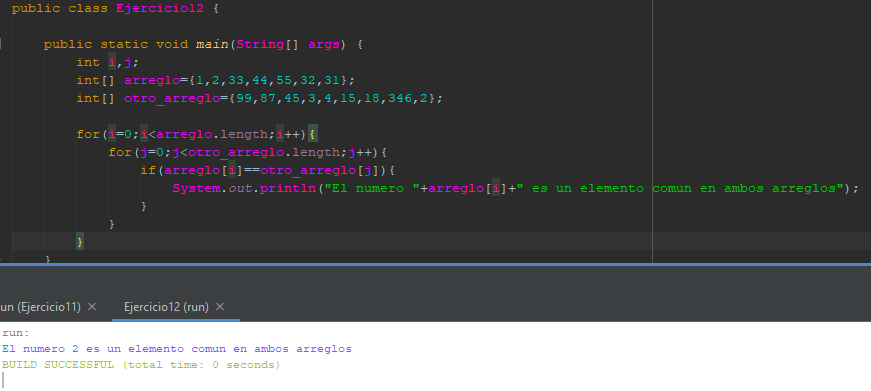 public class Ejercicio12 {
public static void main(String[] args) {
int i,j;
int[] arreglo={1,2,33,44,55,32,31};
int[] otro_arreglo={99,87,45,3,4,15,18,346,2};
for(i=0;i<arreglo.length;i++){
for(j=0;j<otro_arreglo.length;j++){
if(arreglo[i]==otro_arreglo[j]){
System.out.println("El numero "+arreglo[i]+" es un elemento comun en ambos arreglos");
}
}
}
}
un (Ejercicio11) × Ejercicio12 (run) ×
run:
El numero 2 es un elemento comun en ambos arreglos
BUILD SUCCESSFUL (total time: 0 seconds)